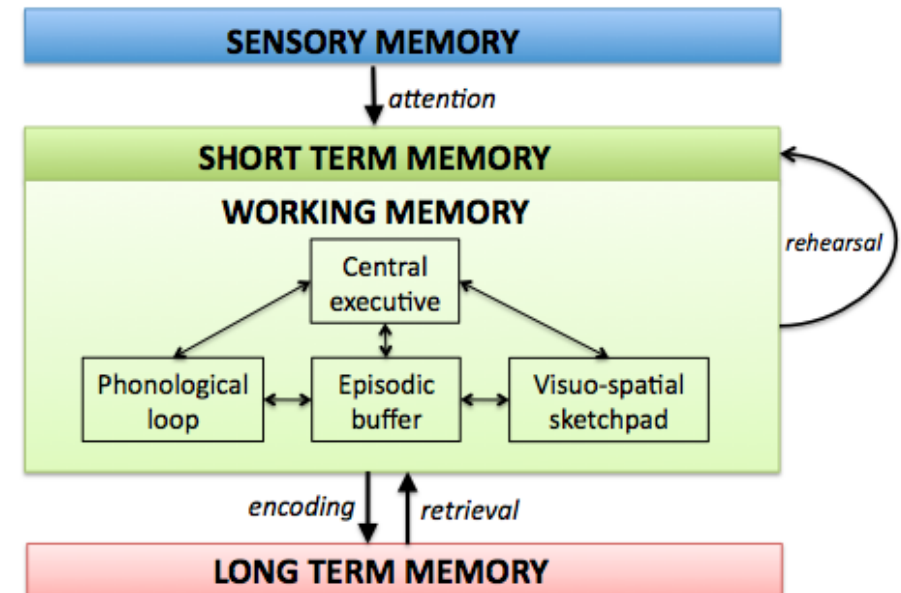 SENSORY MEMORY
attention
SHORT TERM MEMORY
WORKING MEMORY
rehearsal
Central
executive
Phonological
loop
Episodic
buffer
Visuo-spatial
sketchpad
encoding
retrieval
LONG TERM MEMORY